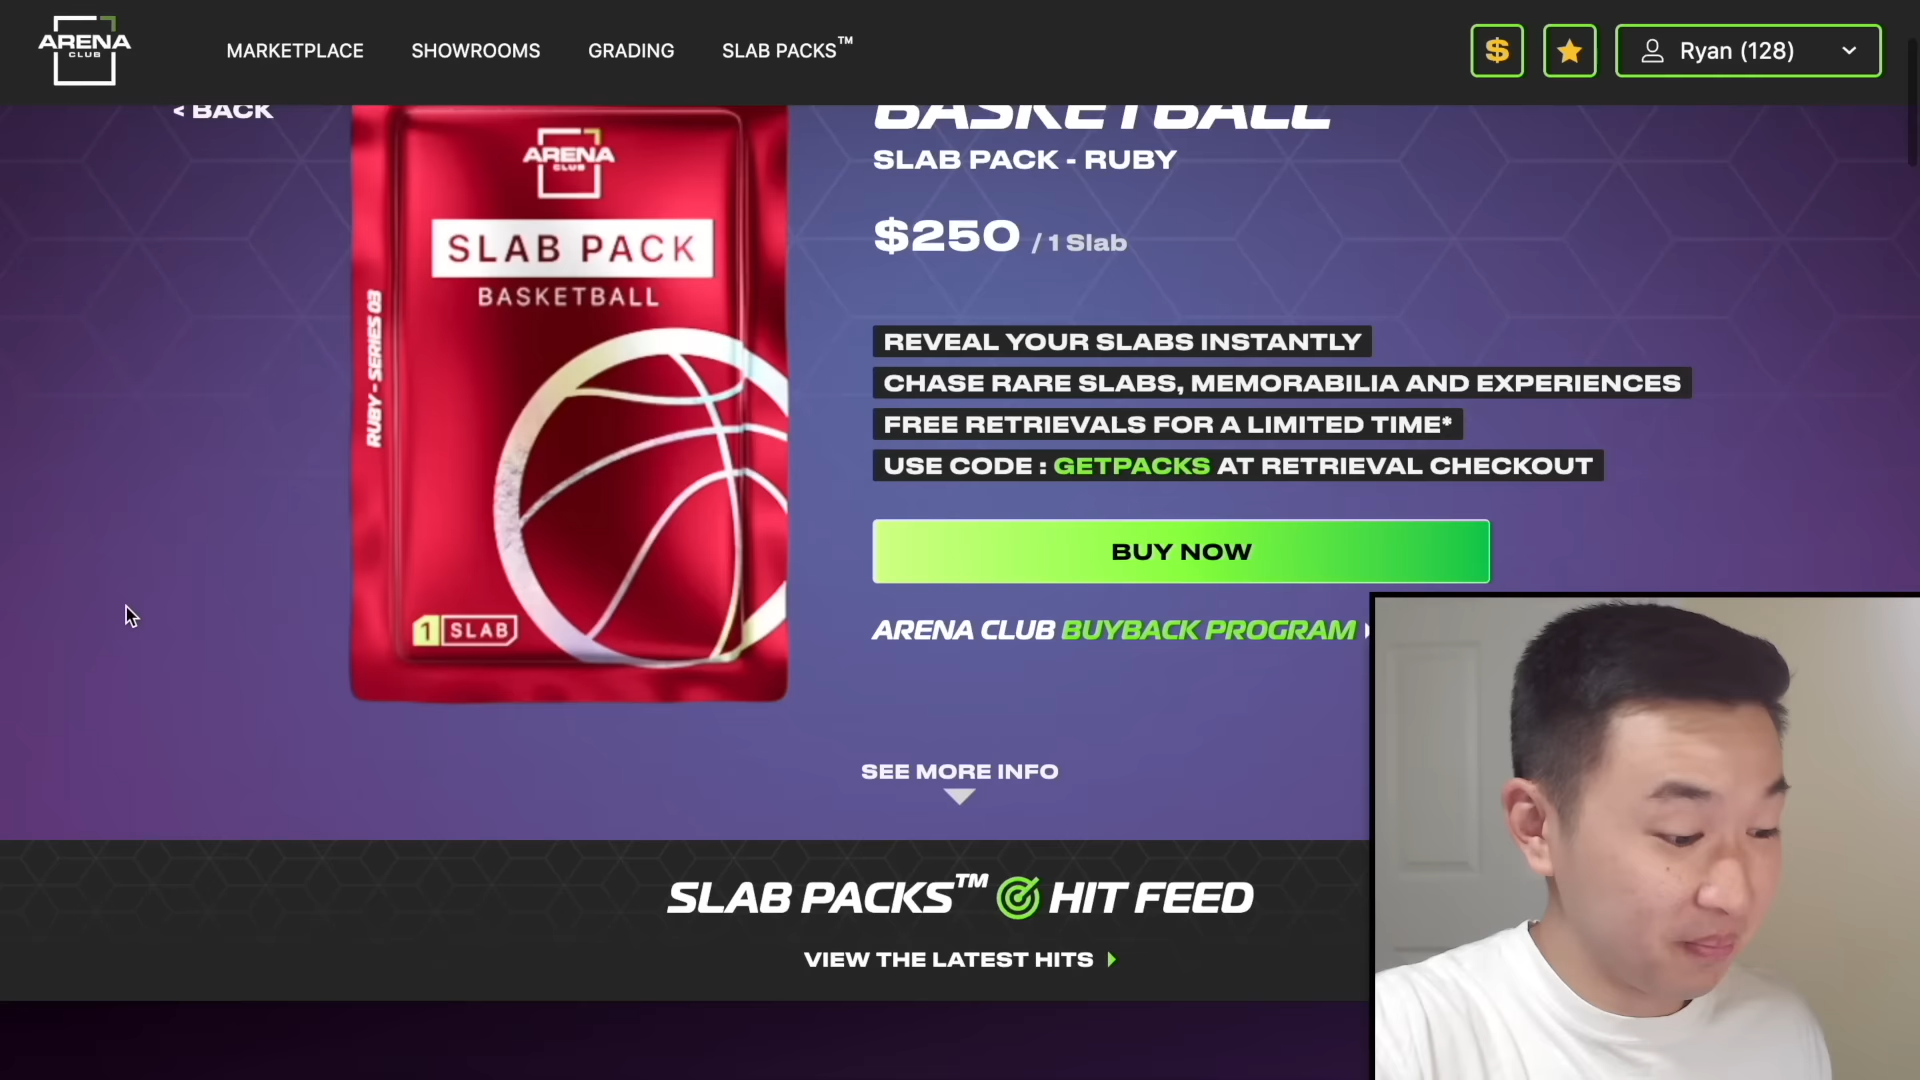 ARENA
CLUB
MARKETPLACE
SHOWROOMS
GRADING
SLAB PACKS™
$
Ryan (128)
< BACK
ARENA
CLUB
SLAB PACK
BASKETBALL
RUBY - SERIES 03
1 SLAB
BASKETBALL
SLAB PACK - RUBY
$250 / 1 Slab
REVEAL YOUR SLABS INSTANTLY
CHASE RARE SLABS, MEMORABILIA AND EXPERIENCES
FREE RETRIEVALS FOR A LIMITED TIME*
USE CODE : GETPACKS AT RETRIEVAL CHECKOUT
BUY NOW
ARENA CLUB BUYBACK PROGRAM
SEE MORE INFO
SLAB PACKS™ HIT FEED
VIEW THE LATEST HITS